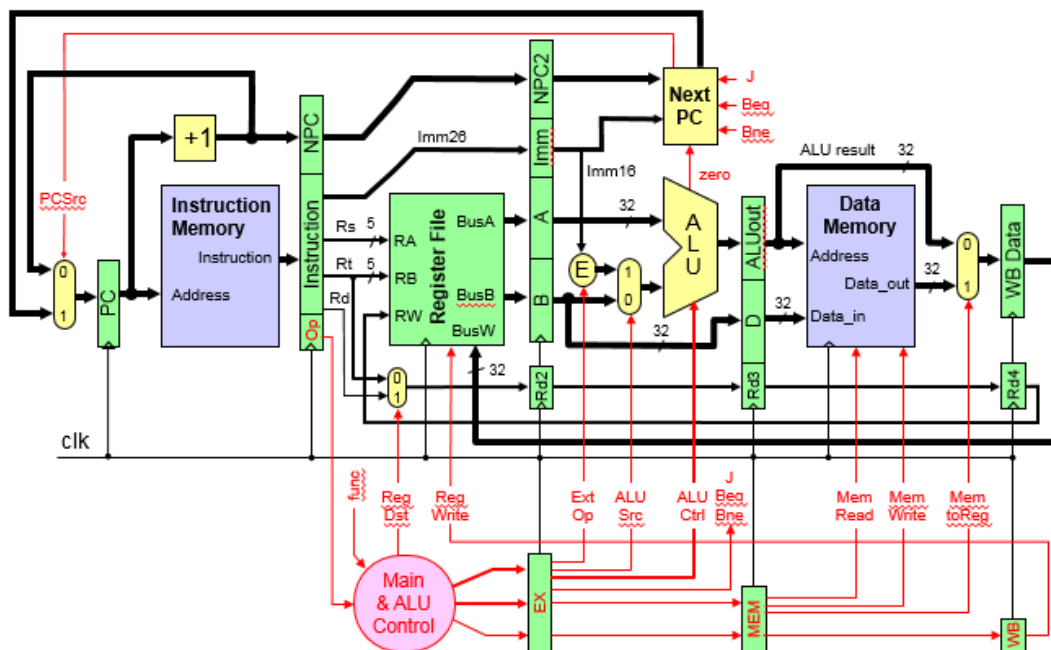 +1
NPC
Imm26
NPC2
Imm
Next
PC
J
Beq
Bne
Imm16
zero
ALU result
32
PCSrc
0
1
PC
Instruction
Memory
Instruction
Address
Instruction
Op
Rs
5
Rt
5
Rd
Register File
RA
RB
RW
BusA
BusB
BusW
32
0
1
A
B
32
E
1
0
32
A
L
U
ALUout
D
32
Data
Memory
Address
Data_out
Data_in
32
0
1
WB Data
Rd2
Rd3
Rd4
clk
func
Reg
Dst
Reg
Write
Ext
Op
ALU
Src
ALU
Ctrl
J
Beq
Bne
Mem
Read
Mem
Write
Mem
toReg
Main
& ALU
Control
EX
MEM
WB